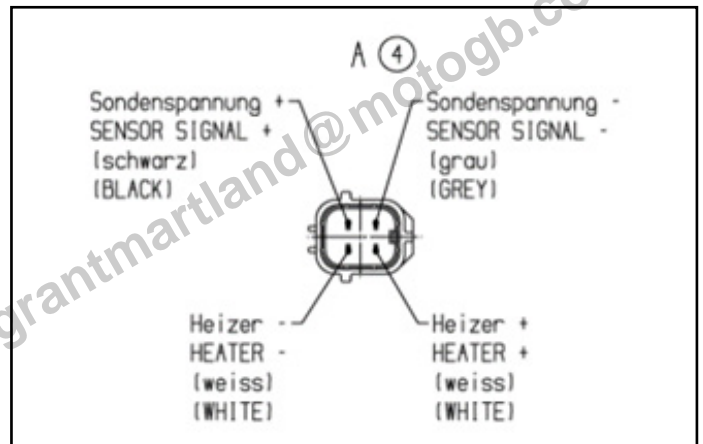 A 4
Sondenspannung +
SENSOR SIGNAL +
(schwarz)
(BLACK)
Sondenspannung -
SENSOR SIGNAL -
(grau)
(GREY)
Heizer -
HEATER -
(weiss)
(WHITE)
Heizer +
HEATER +
(weiss)
(WHITE)
grantmartland@motogb.co